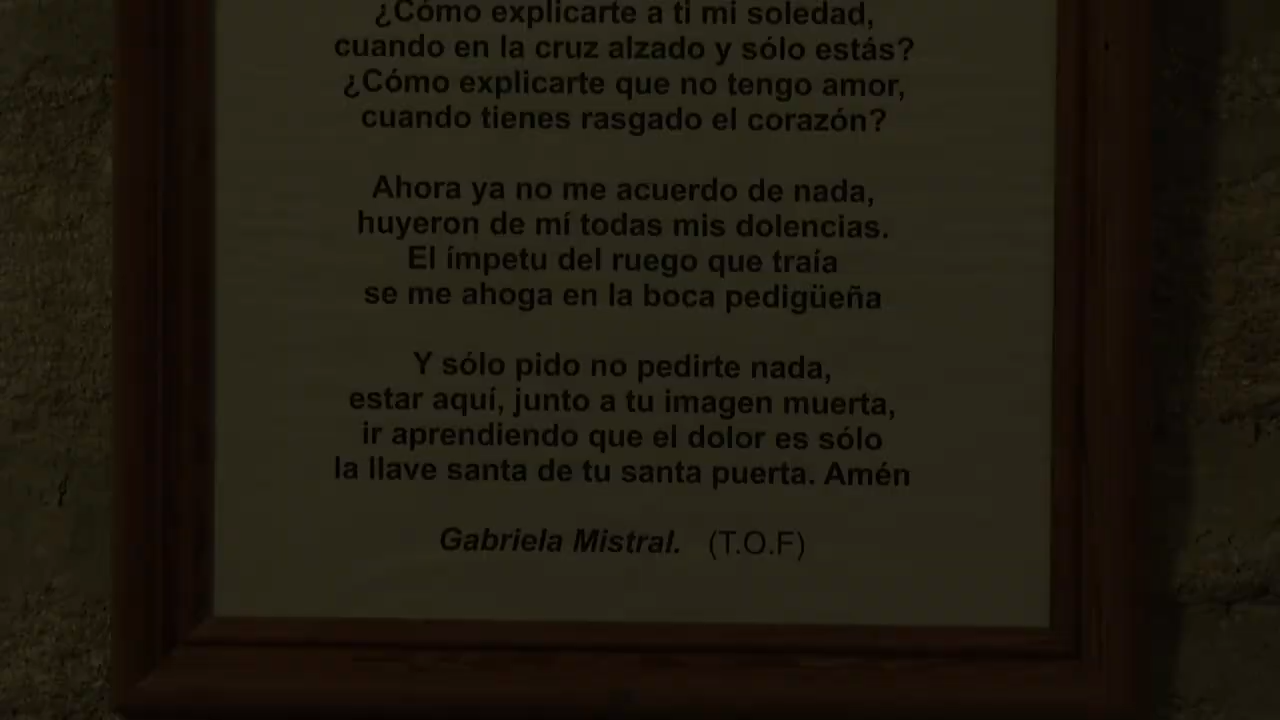 ¿Cómo explicarte a ti mi soledad,
cuando en la cruz alzado y sólo estás?
¿Cómo explicarte que no tengo amor,
cuando tienes rasgado el corazón?
Ahora ya no me acuerdo de nada,
huyeron de mí todas mis dolencias.
El ímpetu del ruego que traía
se me ahoga en la boca pedigüeña
Y sólo pido no pedirte nada,
estar aquí, junto a tu imagen muerta,
ir aprendiendo que el dolor es sólo
la llave santa de tu santa puerta. Amén
Gabriela Mistral. (T.O.F)